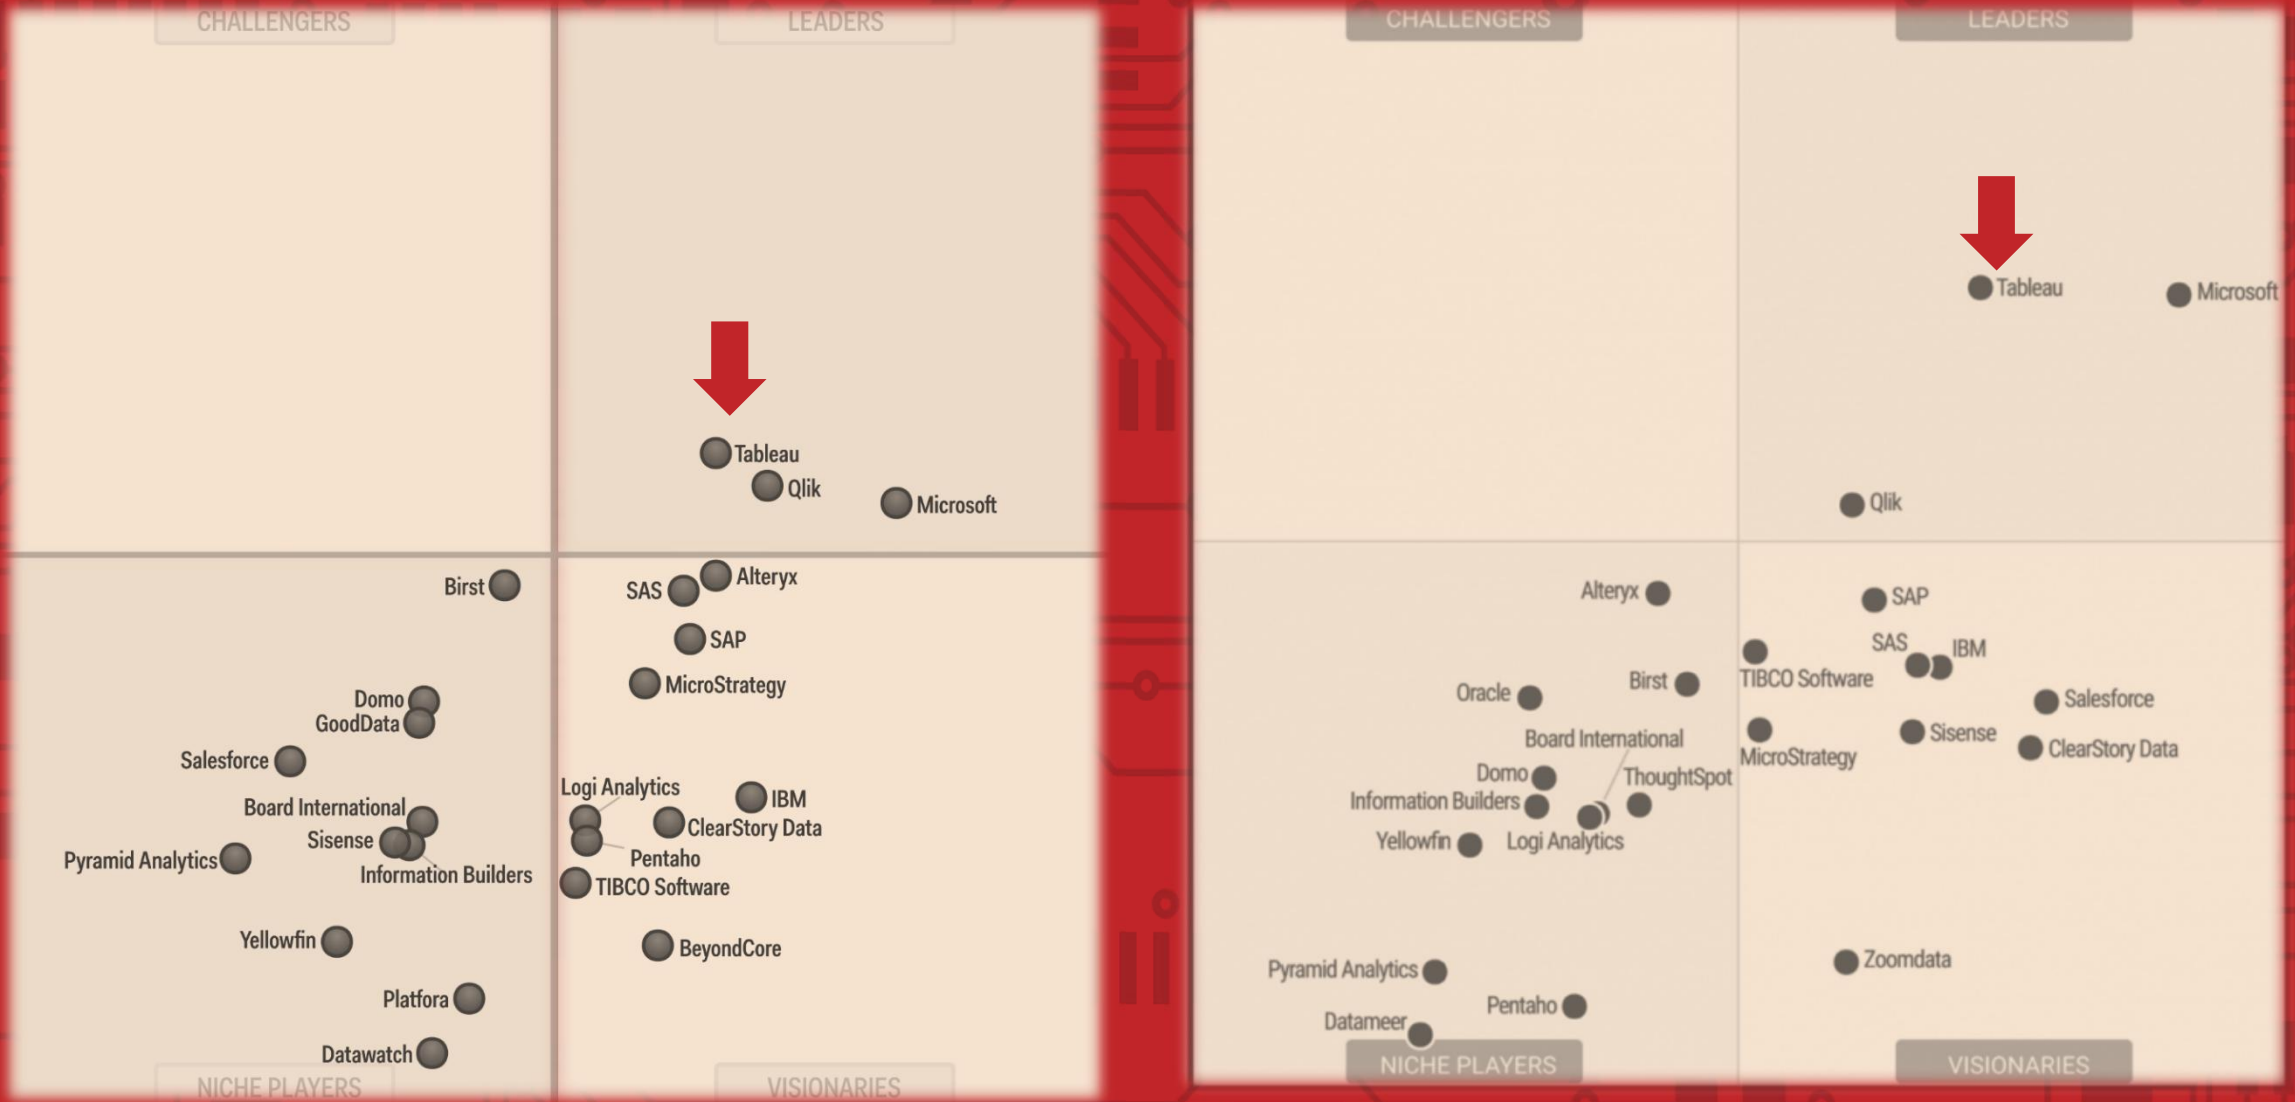 CHALLENGERS
LEADERS
Tableau
Qlik
Microsoft
Birst
SAS
Alteryx
SAP
MicroStrategy
Domo
GoodData
Salesforce
Board International
Sisense
Pyramid Analytics
Information Builders
Logi Analytics
IBM
ClearStory Data
Pentaho
TIBCO Software
Yellowfin
BeyondCore
Platfora
Datawatch
NICHE PLAYERS
VISIONARIES
CHALLENGERS
LEADERS
Tableau
Microsoft
Qlik
Alteryx
SAP
SAS
IBM
TIBCO Software
Birst
Oracle
Salesforce
Board International
Sisense
MicroStrategy
ClearStory Data
Domo
ThoughtSpot
Information Builders
Yellowfin
Logi Analytics
Zoomdata
Pyramid Analytics
Pentaho
Datameer
NICHE PLAYERS
VISIONARIES